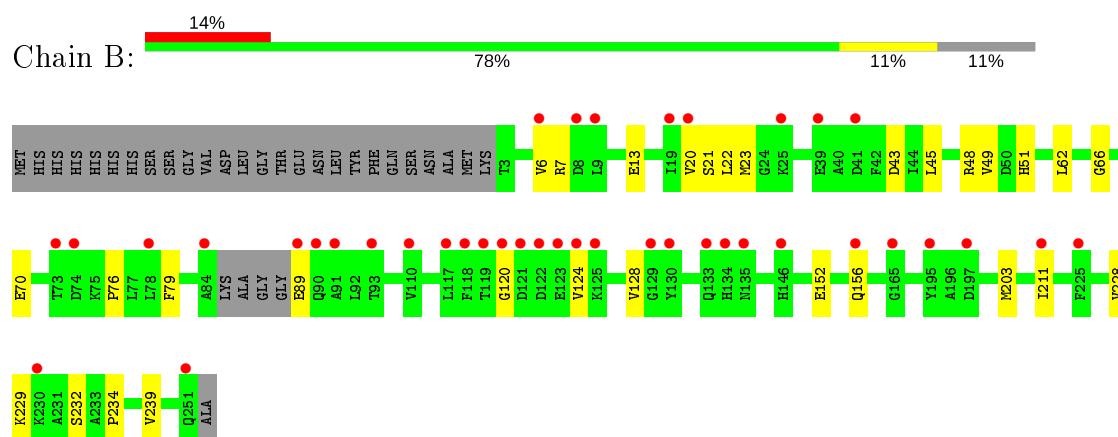 14%
Chain B:
78% 11% 11%
MET HIS HIS HIS HIS HIS HIS SER SER GLY VAL ASP LEU GLY THR GLU ASN LEU TYR PHE GLN SER ASN ALA MET LYS T3 V6 R7 D8 L9 E13 I19 V20 S21 L22 M23 G24 K25 E39 A40 D41 F42 D43 I44 L45 R48 V49 D50 H51 L62 G66
E70 T73 D74 K75 P76 L77 L78 F79 A84 LYS ALA GLY GLY E89 Q90 A91 L92 T93 V110 L117 F118 T119 G120 D121 D122 E123 V124 K125 V128 G129 Y130 Q133 H134 N135 H146 E152 Q156 G165 Y195 A196 D197 M203 I211 F225 V228
K229 K230 A231 S232 A233 P234 V239 Q251 ALA